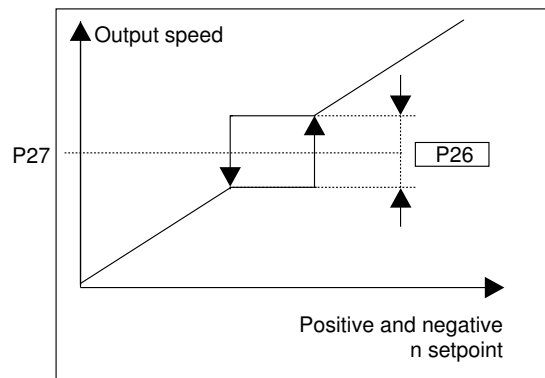 Output speed
P27
P26
Positive and negative
n setpoint